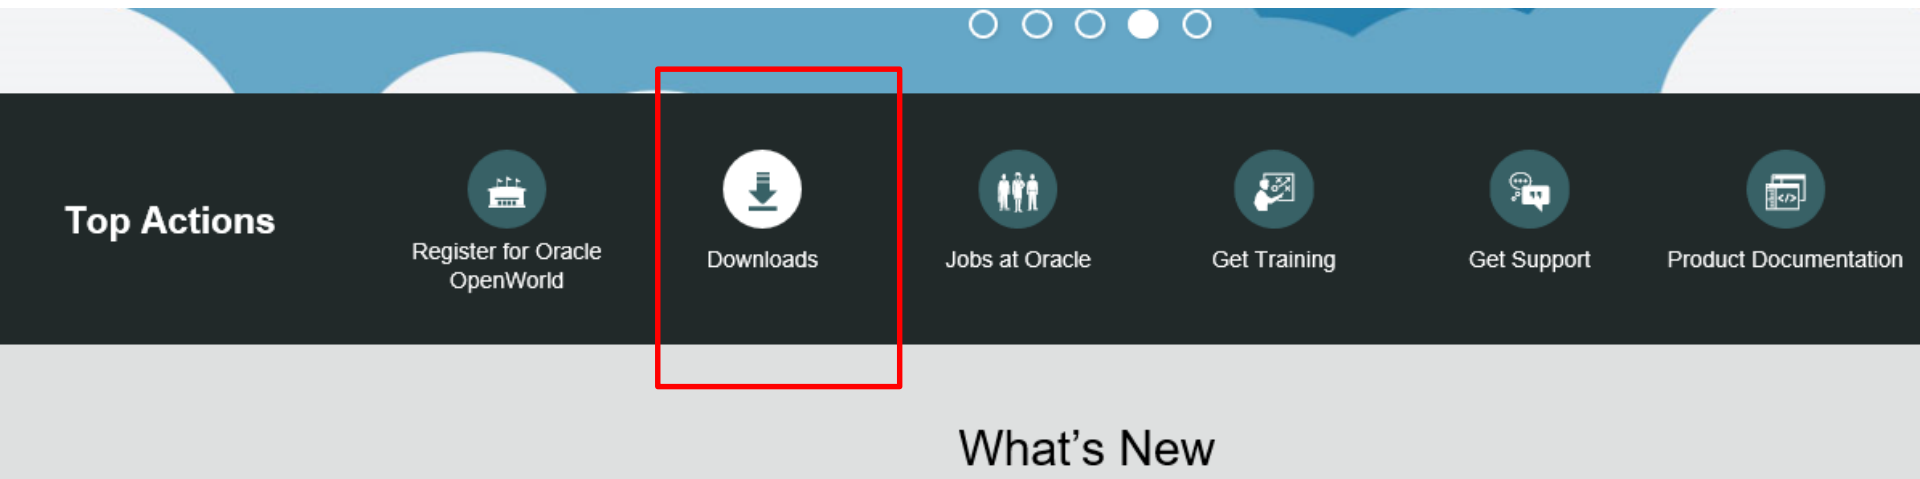 Top Actions
Register for Oracle
OpenWorld
Downloads
Jobs at Oracle
Get Training
Get Support
Product Documentation
What's New